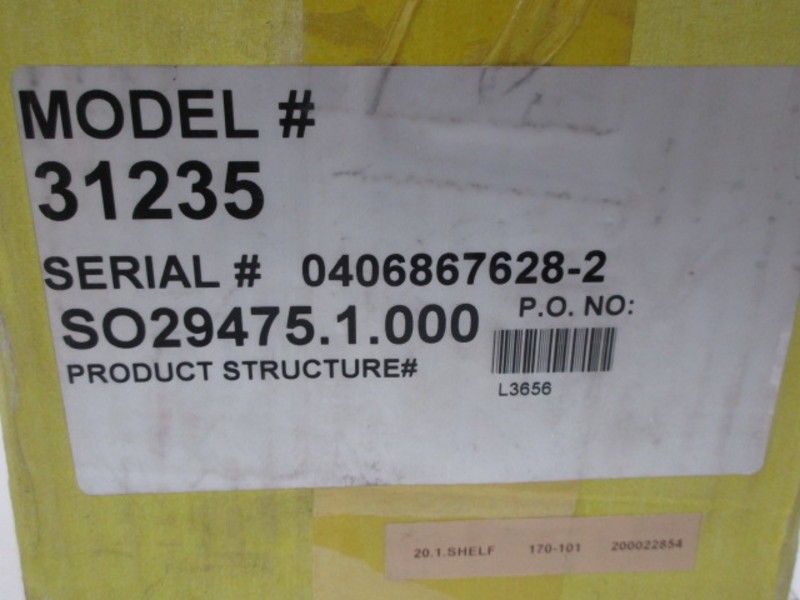 MODEL #
31235
SERIAL # 0406867628-2
SO29475.1.000 P.O. NO:
PRODUCT STRUCTURE#
L3656
20.1.SHELF 170-101 200022854